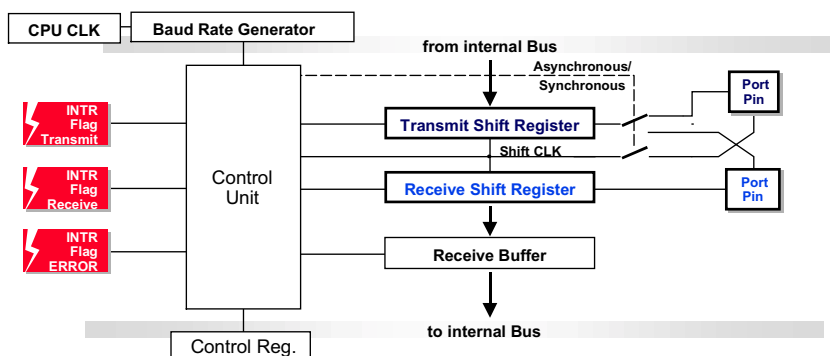 CPU CLK
Baud Rate Generator
from internal Bus
Asynchronous/
Synchronous
INTR
Flag
Transmit
Transmit Shift Register
Port
Pin
Shift CLK
Control
Unit
INTR
Flag
Receive
Receive Shift Register
Port
Pin
INTR
Flag
ERROR
Receive Buffer
to internal Bus
Control Reg.